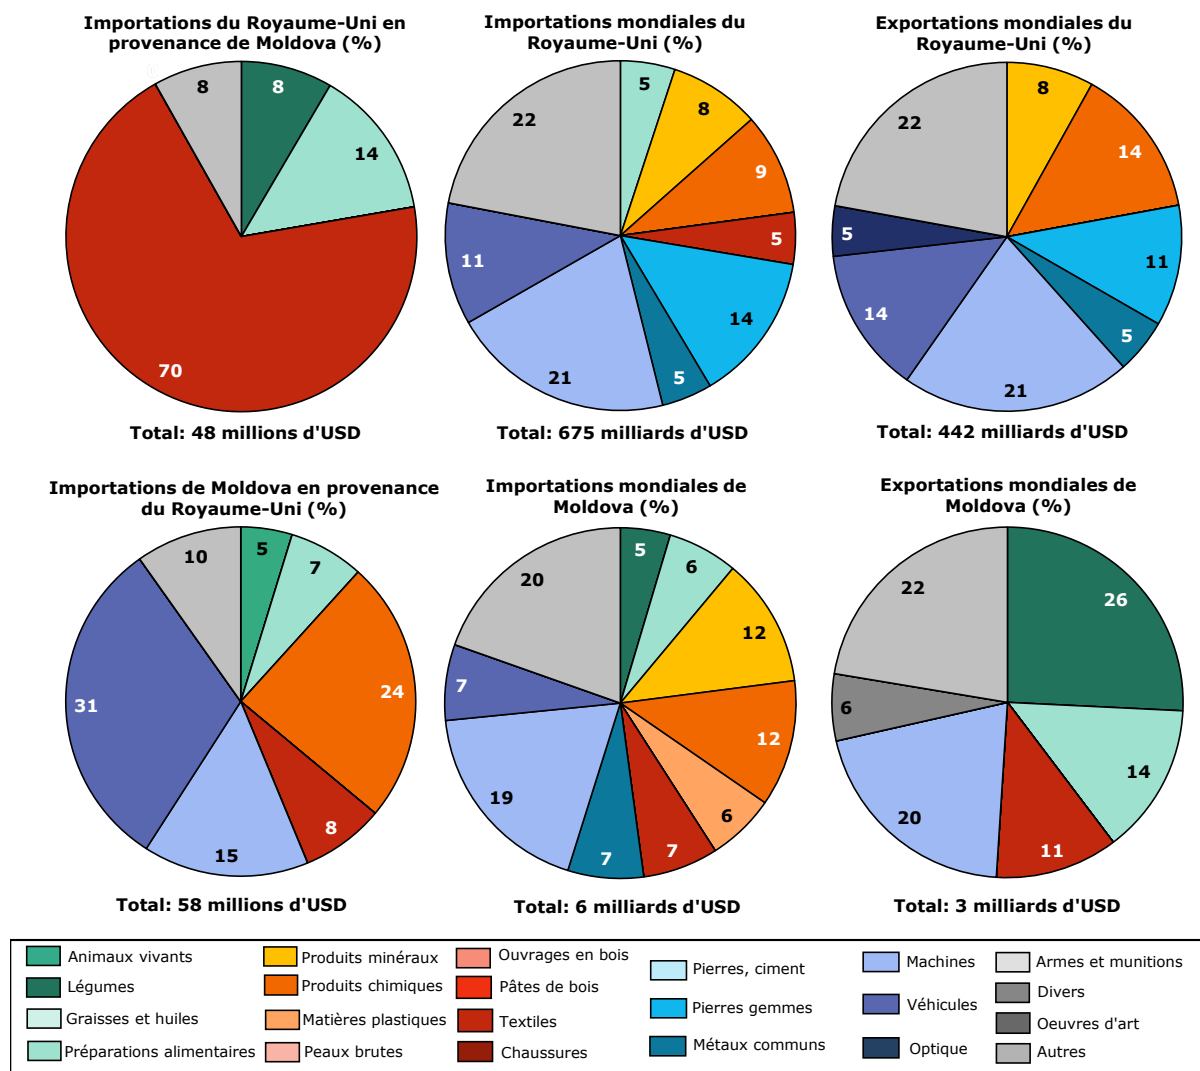 Importations du Royaume-Uni en
provenance de Moldova (%)
8
8
14
70
Total: 48 millions d'USD
Importations mondiales du
Royaume-Uni (%)
5
8
9
5
14
5
21
11
22
Total: 675 milliards d'USD
Exportations mondiales du
Royaume-Uni (%)
8
14
11
5
21
14
5
22
Total: 442 milliards d'USD
Importations de Moldova en provenance
du Royaume-Uni (%)
5
7
24
8
15
31
10
Total: 58 millions d'USD
Importations mondiales de
Moldova (%)
5
6
12
12
6
7
7
19
7
20
Total: 6 milliards d'USD
Exportations mondiales de
Moldova (%)
26
14
11
20
6
22
Total: 3 milliards d'USD
Animaux vivants
Légumes
Graisses et huiles
Préparations alimentaires
Produits minéraux
Produits chimiques
Matières plastiques
Peaux brutes
Ouvrages en bois
Pâtes de bois
Textiles
Chaussures
Pierres, ciment
Pierres gemmes
Métaux communs
Machines
Véhicules
Optique
Armes et munitions
Divers
Oeuvres d'art
Autres